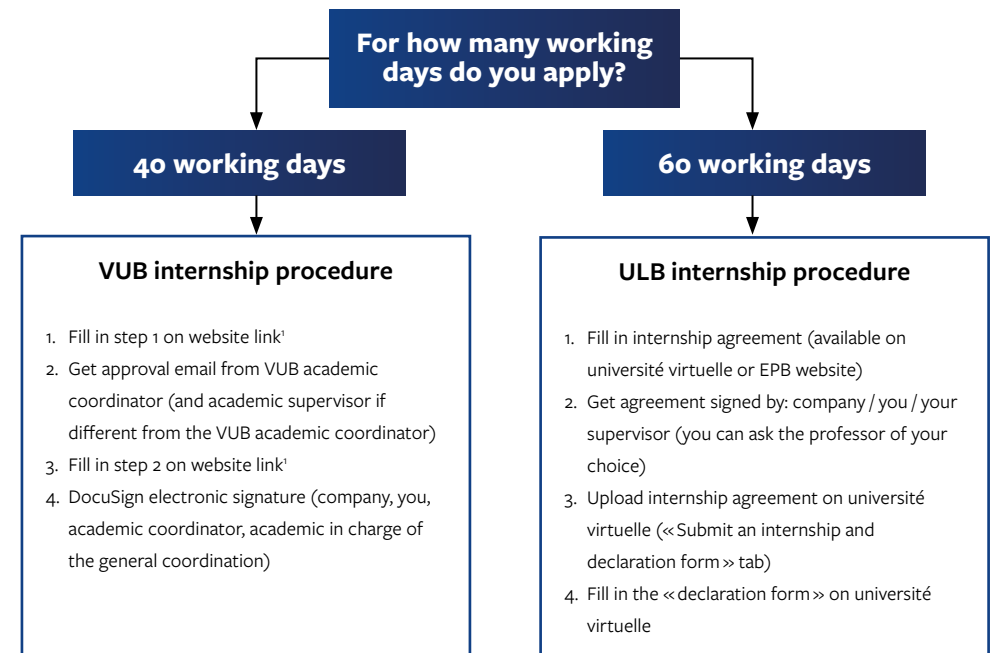 For how many working
days do you apply?
40 working days
60 working days
VUB internship procedure
1. Fill in step 1 on website link¹
2. Get approval email from VUB academic
coordinator (and academic supervisor if
different from the VUB academic coordinator)
3. Fill in step 2 on website link¹
4. DocuSign electronic signature (company, you,
academic coordinator, academic in charge of
the general coordination)
ULB internship procedure
1. Fill in internship agreement (available on
université virtuelle or EPB website)
2. Get agreement signed by: company / you / your
supervisor (you can ask the professor of your
choice)
3. Upload internship agreement on université
virtuelle («Submit an internship and
declaration form» tab)
4. Fill in the «declaration form» on université
virtuelle